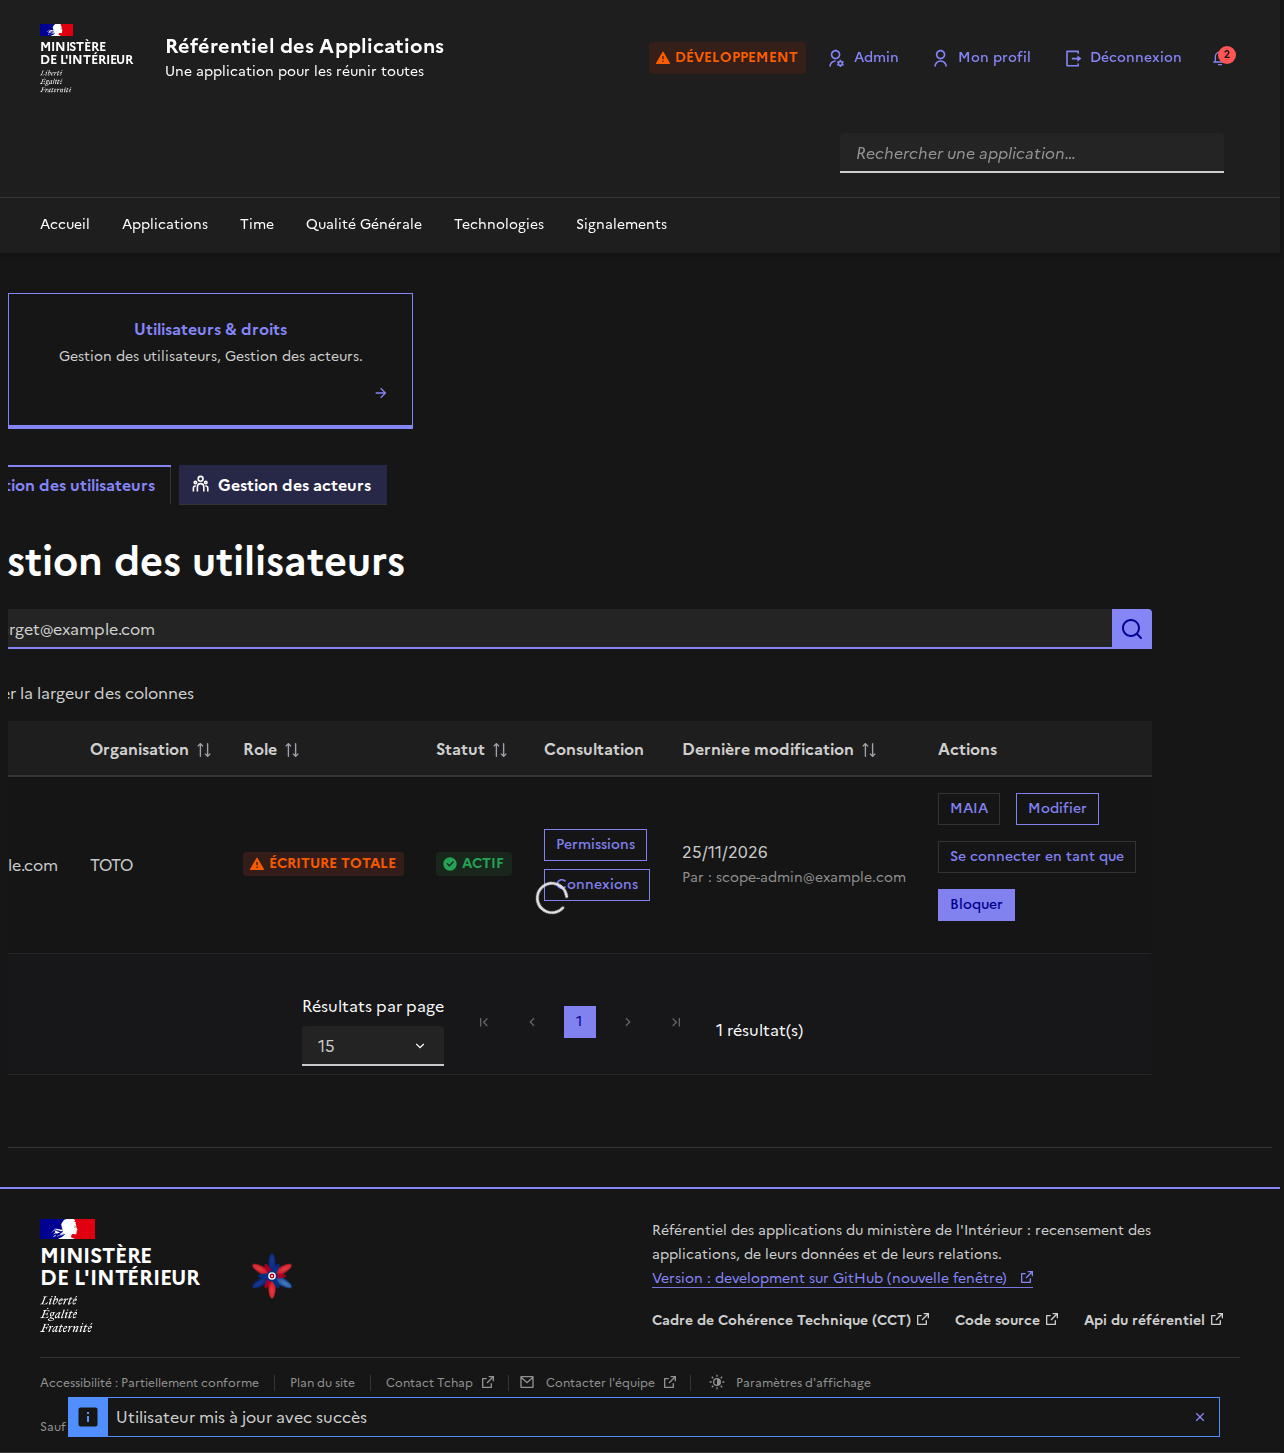 MINISTÈRE
DE L'INTÉRIEUR
Liberté
Égalité
Fraternité
Référentiel des Applications
Une application pour les réunir toutes
DÉVELOPPEMENT
Admin
Mon profil
Déconnexion
2
Rechercher une application…
Accueil
Applications
Time
Qualité Générale
Technologies
Signalements
Utilisateurs & droits
Gestion des utilisateurs, Gestion des acteurs.
tion des utilisateurs
Gestion des acteurs
stion des utilisateurs
rget@example.com
er la largeur des colonnes
Organisation
Role
Statut
Consultation
Dernière modification
Actions
le.com
TOTO
ÉCRITURE TOTALE
ACTIF
Permissions
Connexions
25/11/2026
Par : scope-admin@example.com
MAIA
Modifier
Se connecter en tant que
Bloquer
Résultats par page
15
1
1 résultat(s)
MINISTÈRE
DE L'INTÉRIEUR
Liberté
Égalité
Fraternité
Référentiel des applications du ministère de l'Intérieur : recensement des
applications, de leurs données et de leurs relations.
Version : development sur GitHub (nouvelle fenêtre)
Cadre de Cohérence Technique (CCT)
Code source
Api du référentiel
Accessibilité : Partiellement conforme
Plan du site
Contact Tchap
Contacter l'équipe
Paramètres d'affichage
Sauf
Utilisateur mis à jour avec succès